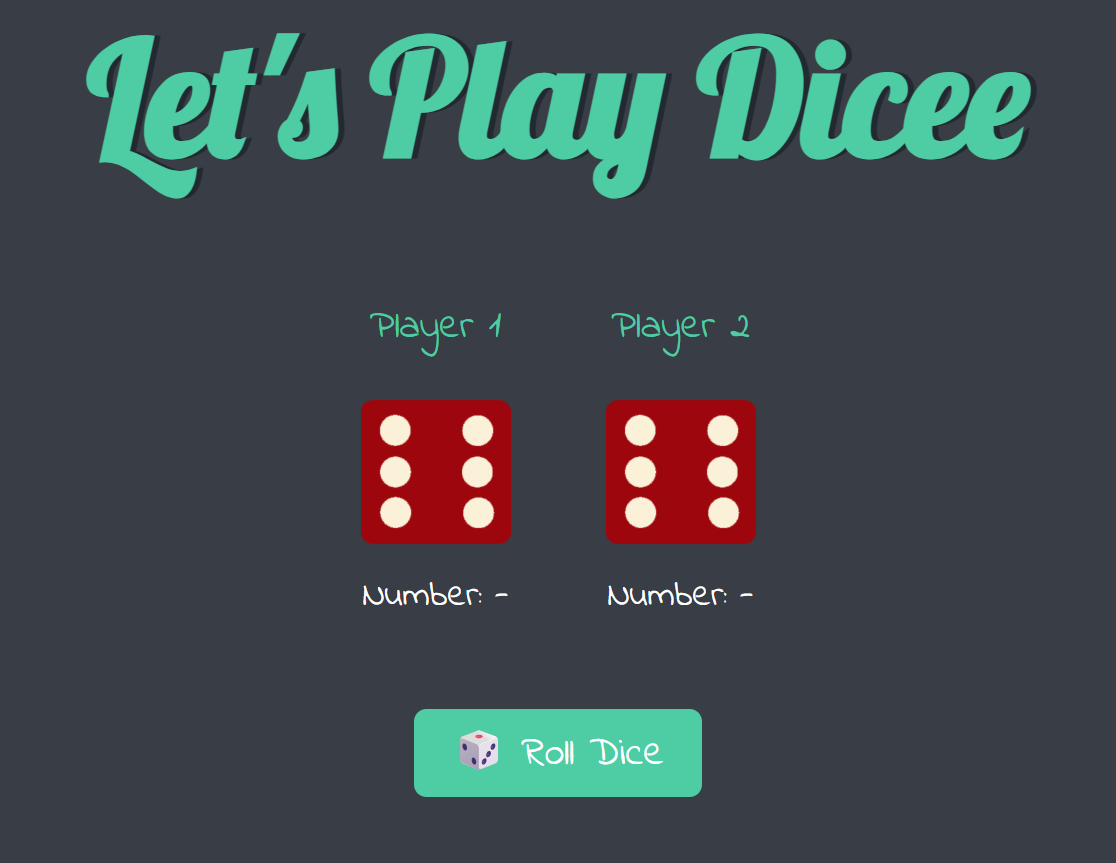 Let's Play Dicee
Player 1 Player 2
Number: - Number: -
Roll Dice